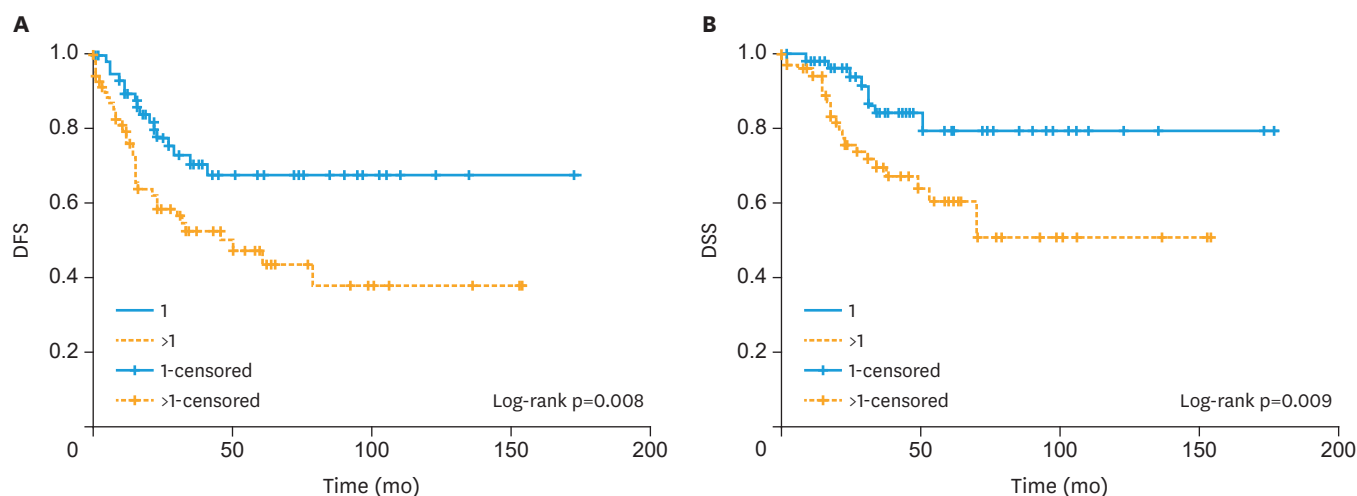 A
1.0
0.8
0.6
0.4
0.2
0
DFS
1
>1
1-censored
>1-censored
Log-rank p=0.008
50
100
150
200
Time (mo)
B
1.0
0.8
0.6
0.4
0.2
0
DSS
1
>1
1-censored
>1-censored
Log-rank p=0.009
50
100
150
200
Time (mo)